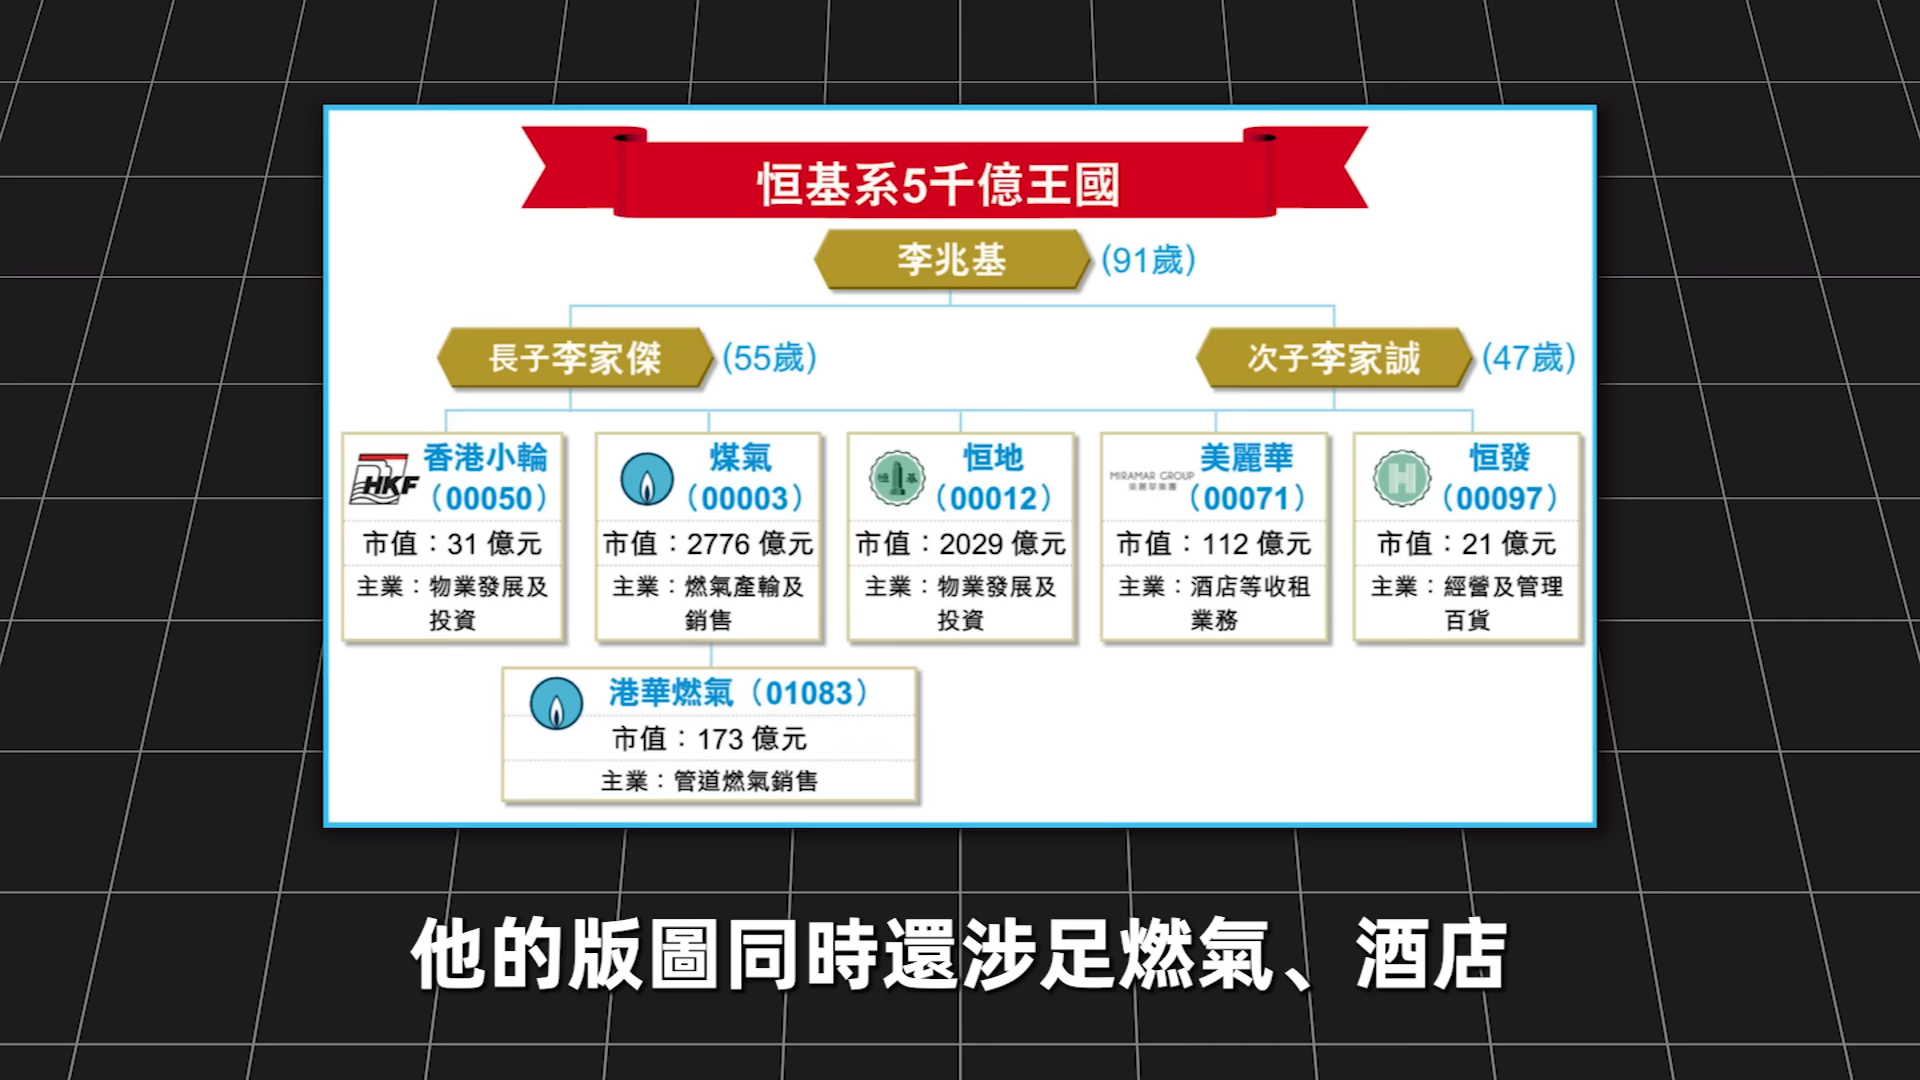 恒基系5千億王國
李兆基 (91歲)
長子李家傑 (55歲)
次子李家誠 (47歲)
HKF 香港小輪
（00050）
市值：31 億元
主業：物業發展及
投資
煤氣
（00003）
市值：2776 億元
主業：燃氣產輸及
銷售
恒基
恒地
（00012）
市值：2029 億元
主業：物業發展及
投資
MIRAMAR GROUP
美麗華集團
美麗華
（00071）
市值：112 億元
主業：酒店等收租
業務
H
恒發
（00097）
市值：21 億元
主業：經營及管理
百貨
港華燃氣（01083）
市值：173 億元
主業：管道燃氣銷售
他的版圖同時還涉足燃氣、酒店